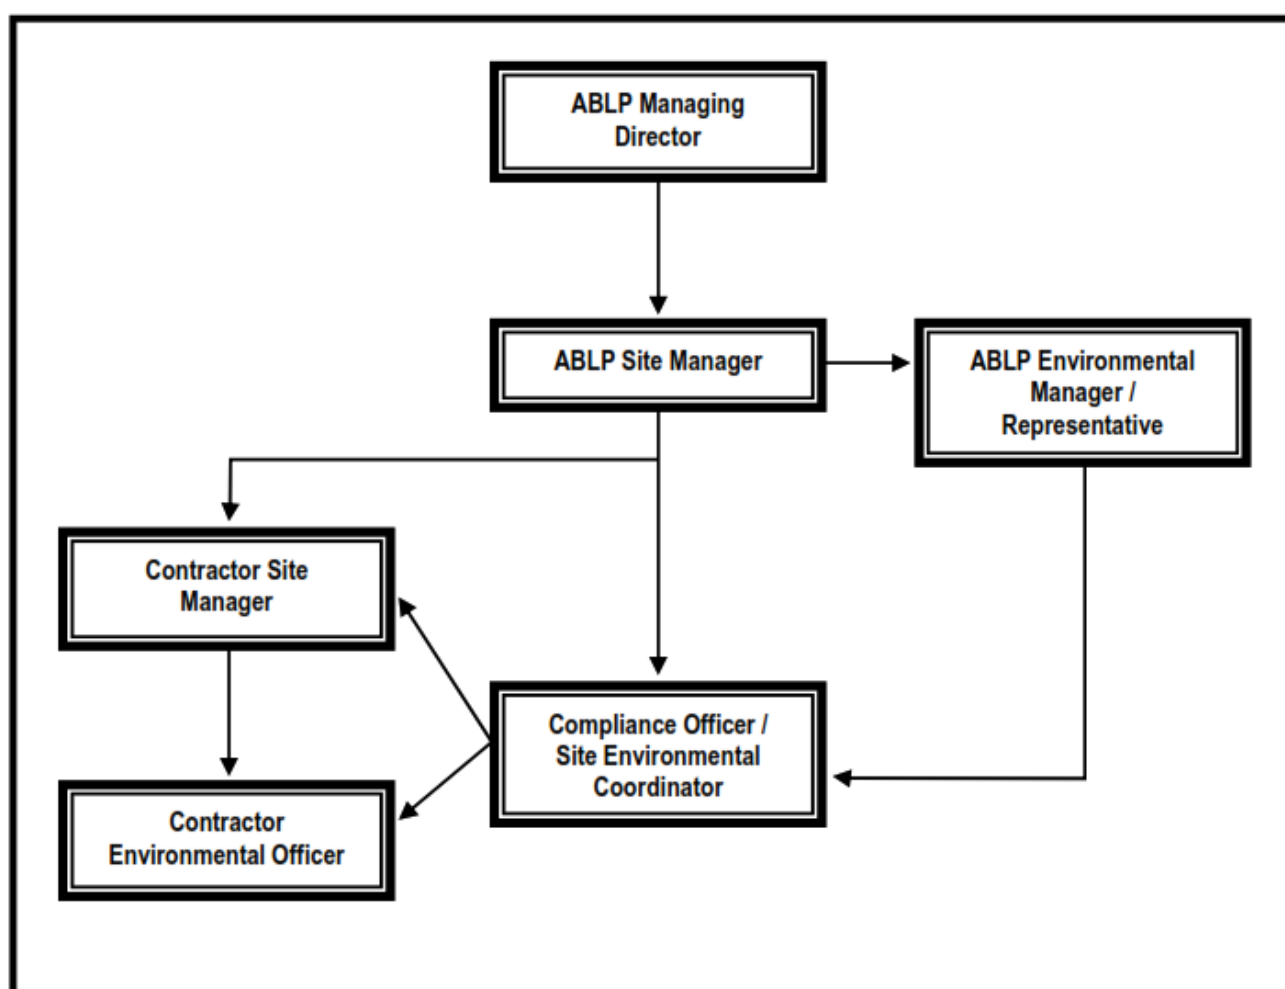 ABLP Managing
Director
ABLP Site Manager
ABLP Environmental
Manager /
Representative
Contractor Site
Manager
Compliance Officer /
Site Environmental
Coordinator
Contractor
Environmental Officer